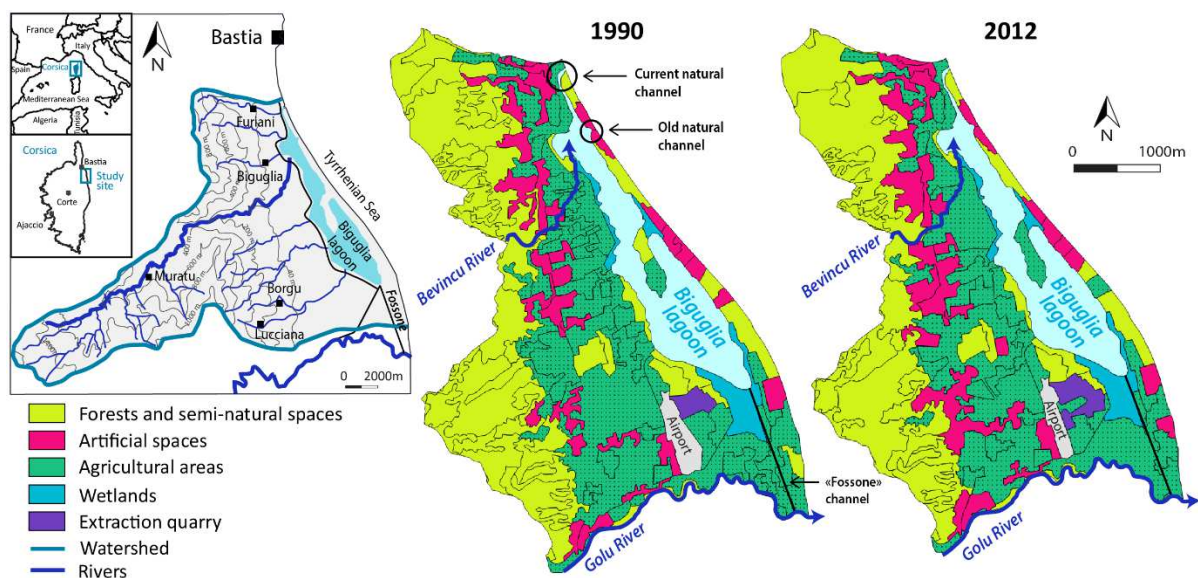 France
Italy
Spain
Corsica
Mediterranean Sea
Algeria
Tunisia
N
Bastia
Furiani
Biguglia
Tyrrhenian Sea
Biguglia
lagoon
Muratu
Borgu
Lucciana
Fossone
0 2000m
Corsica
Bastia
Study
site
Corte
Ajaccio
Forests and semi-natural spaces
Artificial spaces
Agricultural areas
Wetlands
Extraction quarry
Watershed
Rivers
1990
Current natural
channel
Old natural
channel
Bevincu River
Biguglia
lagoon
Airport
«Fossone»
channel
Golu River
2012
N
0 1000m
Bevincu River
Biguglia
lagoon
Airport
Golu River